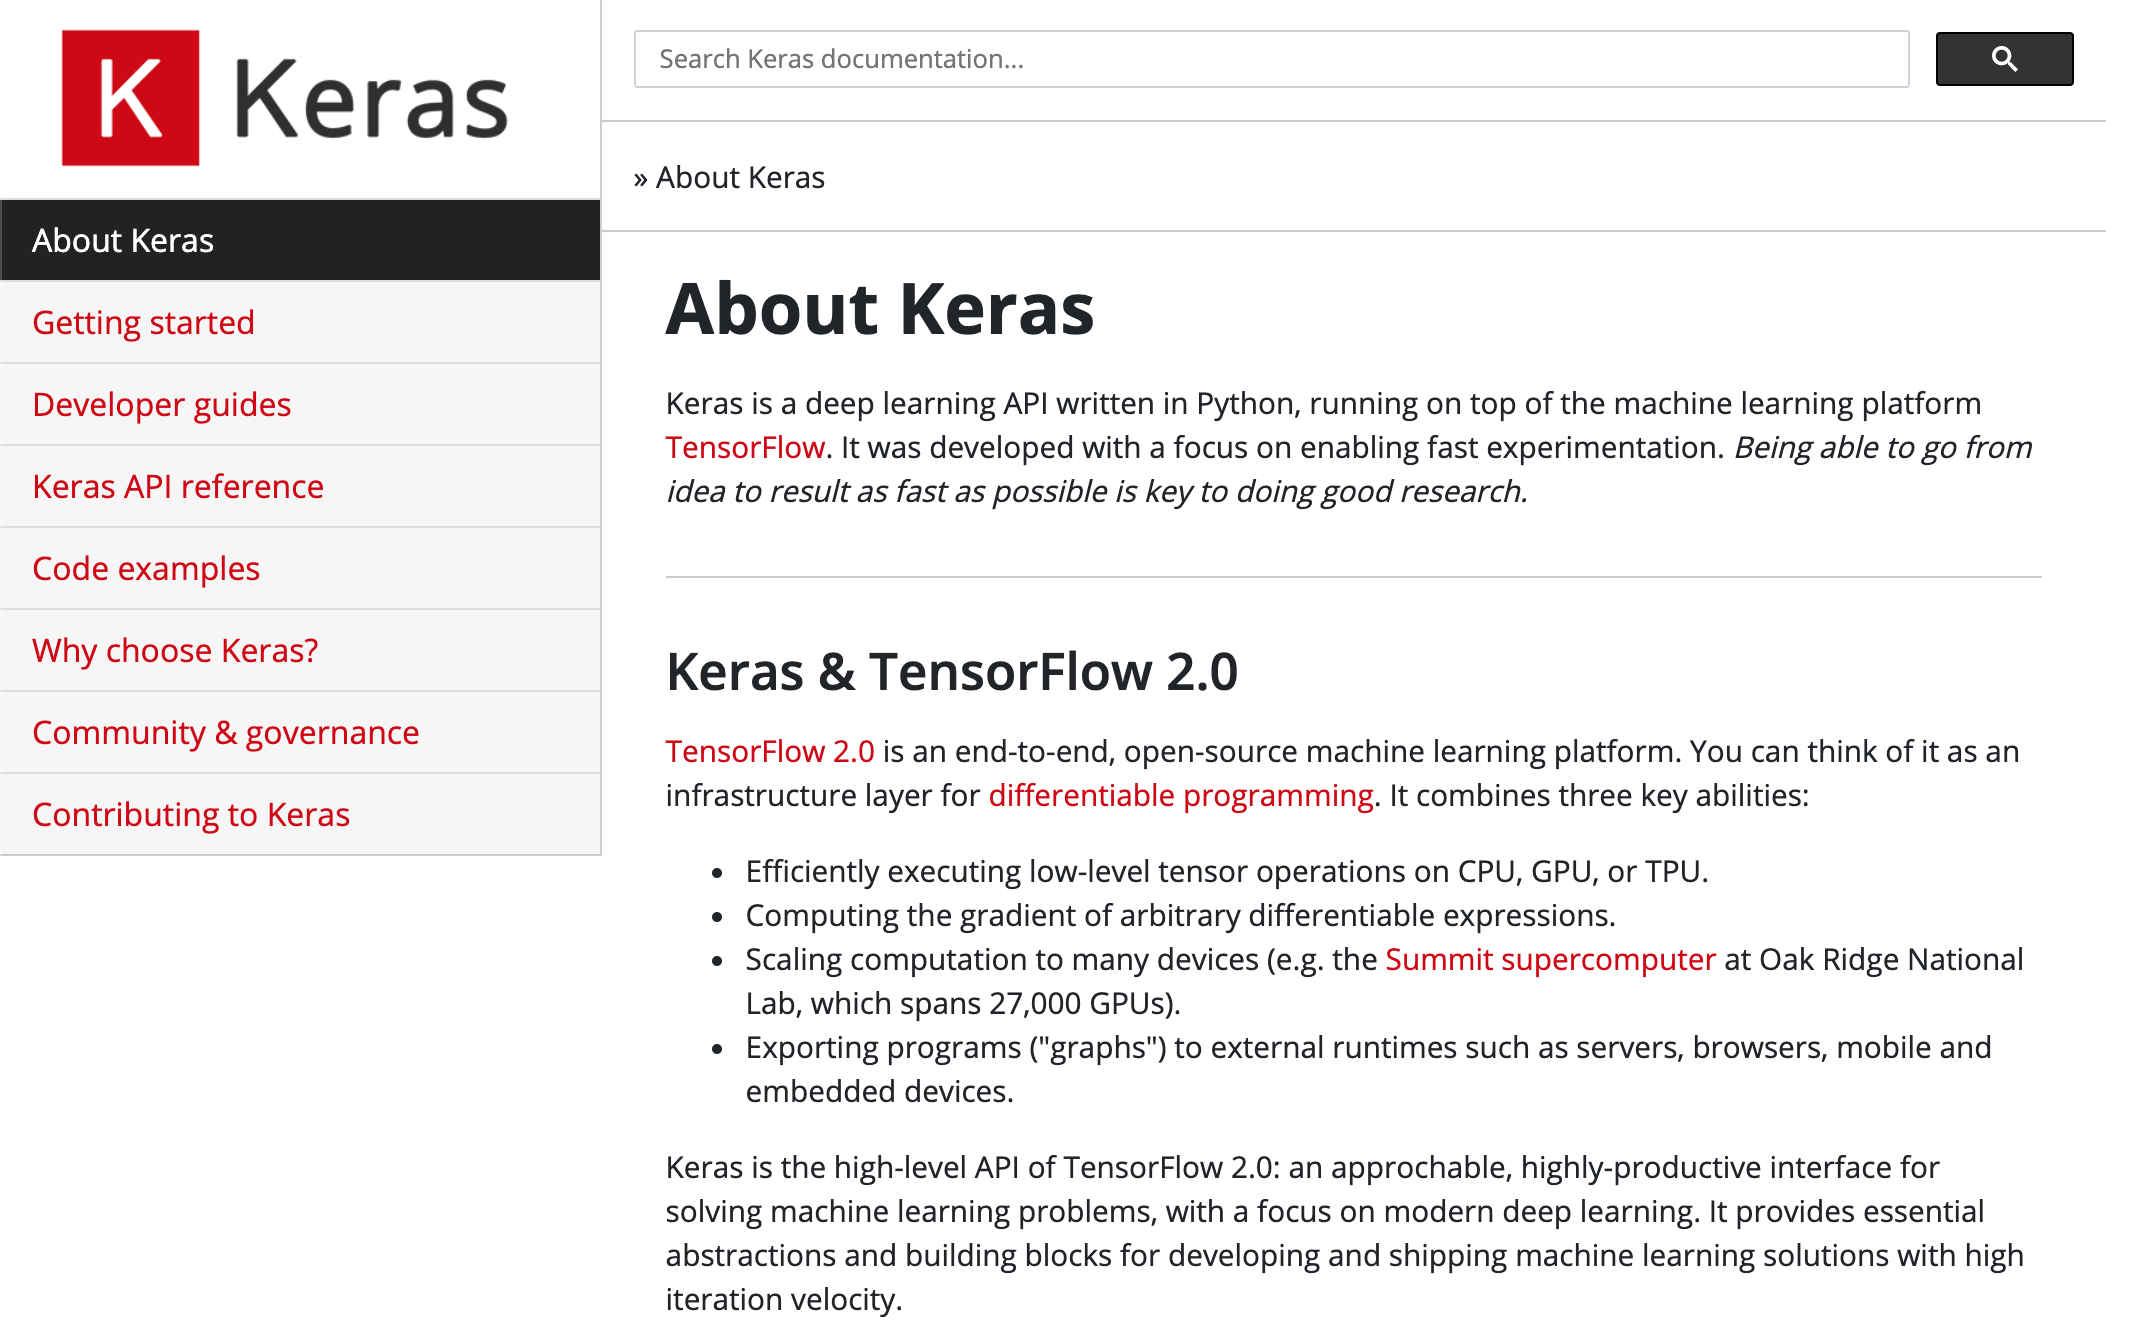 K Keras
Search Keras documentation...
» About Keras
About Keras
Getting started
Developer guides
Keras API reference
Code examples
Why choose Keras?
Community & governance
Contributing to Keras
About Keras
Keras is a deep learning API written in Python, running on top of the machine learning platform
TensorFlow. It was developed with a focus on enabling fast experimentation. Being able to go from
idea to result as fast as possible is key to doing good research.
Keras & TensorFlow 2.0
TensorFlow 2.0 is an end-to-end, open-source machine learning platform. You can think of it as an
infrastructure layer for differentiable programming. It combines three key abilities:
• Efficiently executing low-level tensor operations on CPU, GPU, or TPU.
• Computing the gradient of arbitrary differentiable expressions.
• Scaling computation to many devices (e.g. the Summit supercomputer at Oak Ridge National
Lab, which spans 27,000 GPUs).
• Exporting programs ("graphs") to external runtimes such as servers, browsers, mobile and
embedded devices.
Keras is the high-level API of TensorFlow 2.0: an approchable, highly-productive interface for
solving machine learning problems, with a focus on modern deep learning. It provides essential
abstractions and building blocks for developing and shipping machine learning solutions with high
iteration velocity.